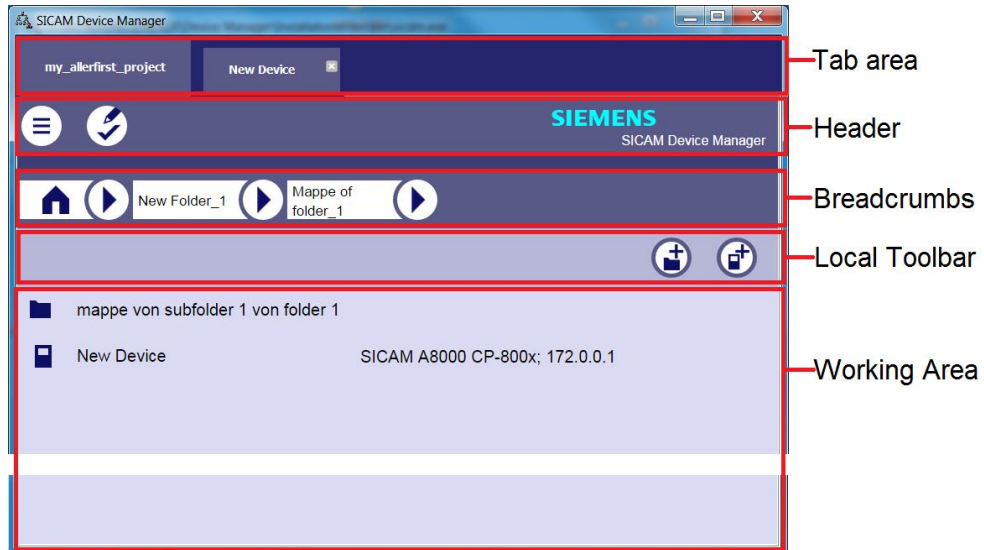 SICAM Device Manager
my_allerfirst_project
New Device
Tab area
SIEMENS
SICAM Device Manager
Header
New Folder_1
Mappe of
folder_1
Breadcrumbs
Local Toolbar
mappe von subfolder 1 von folder 1
New Device
SICAM A8000 CP-800x; 172.0.0.1
Working Area